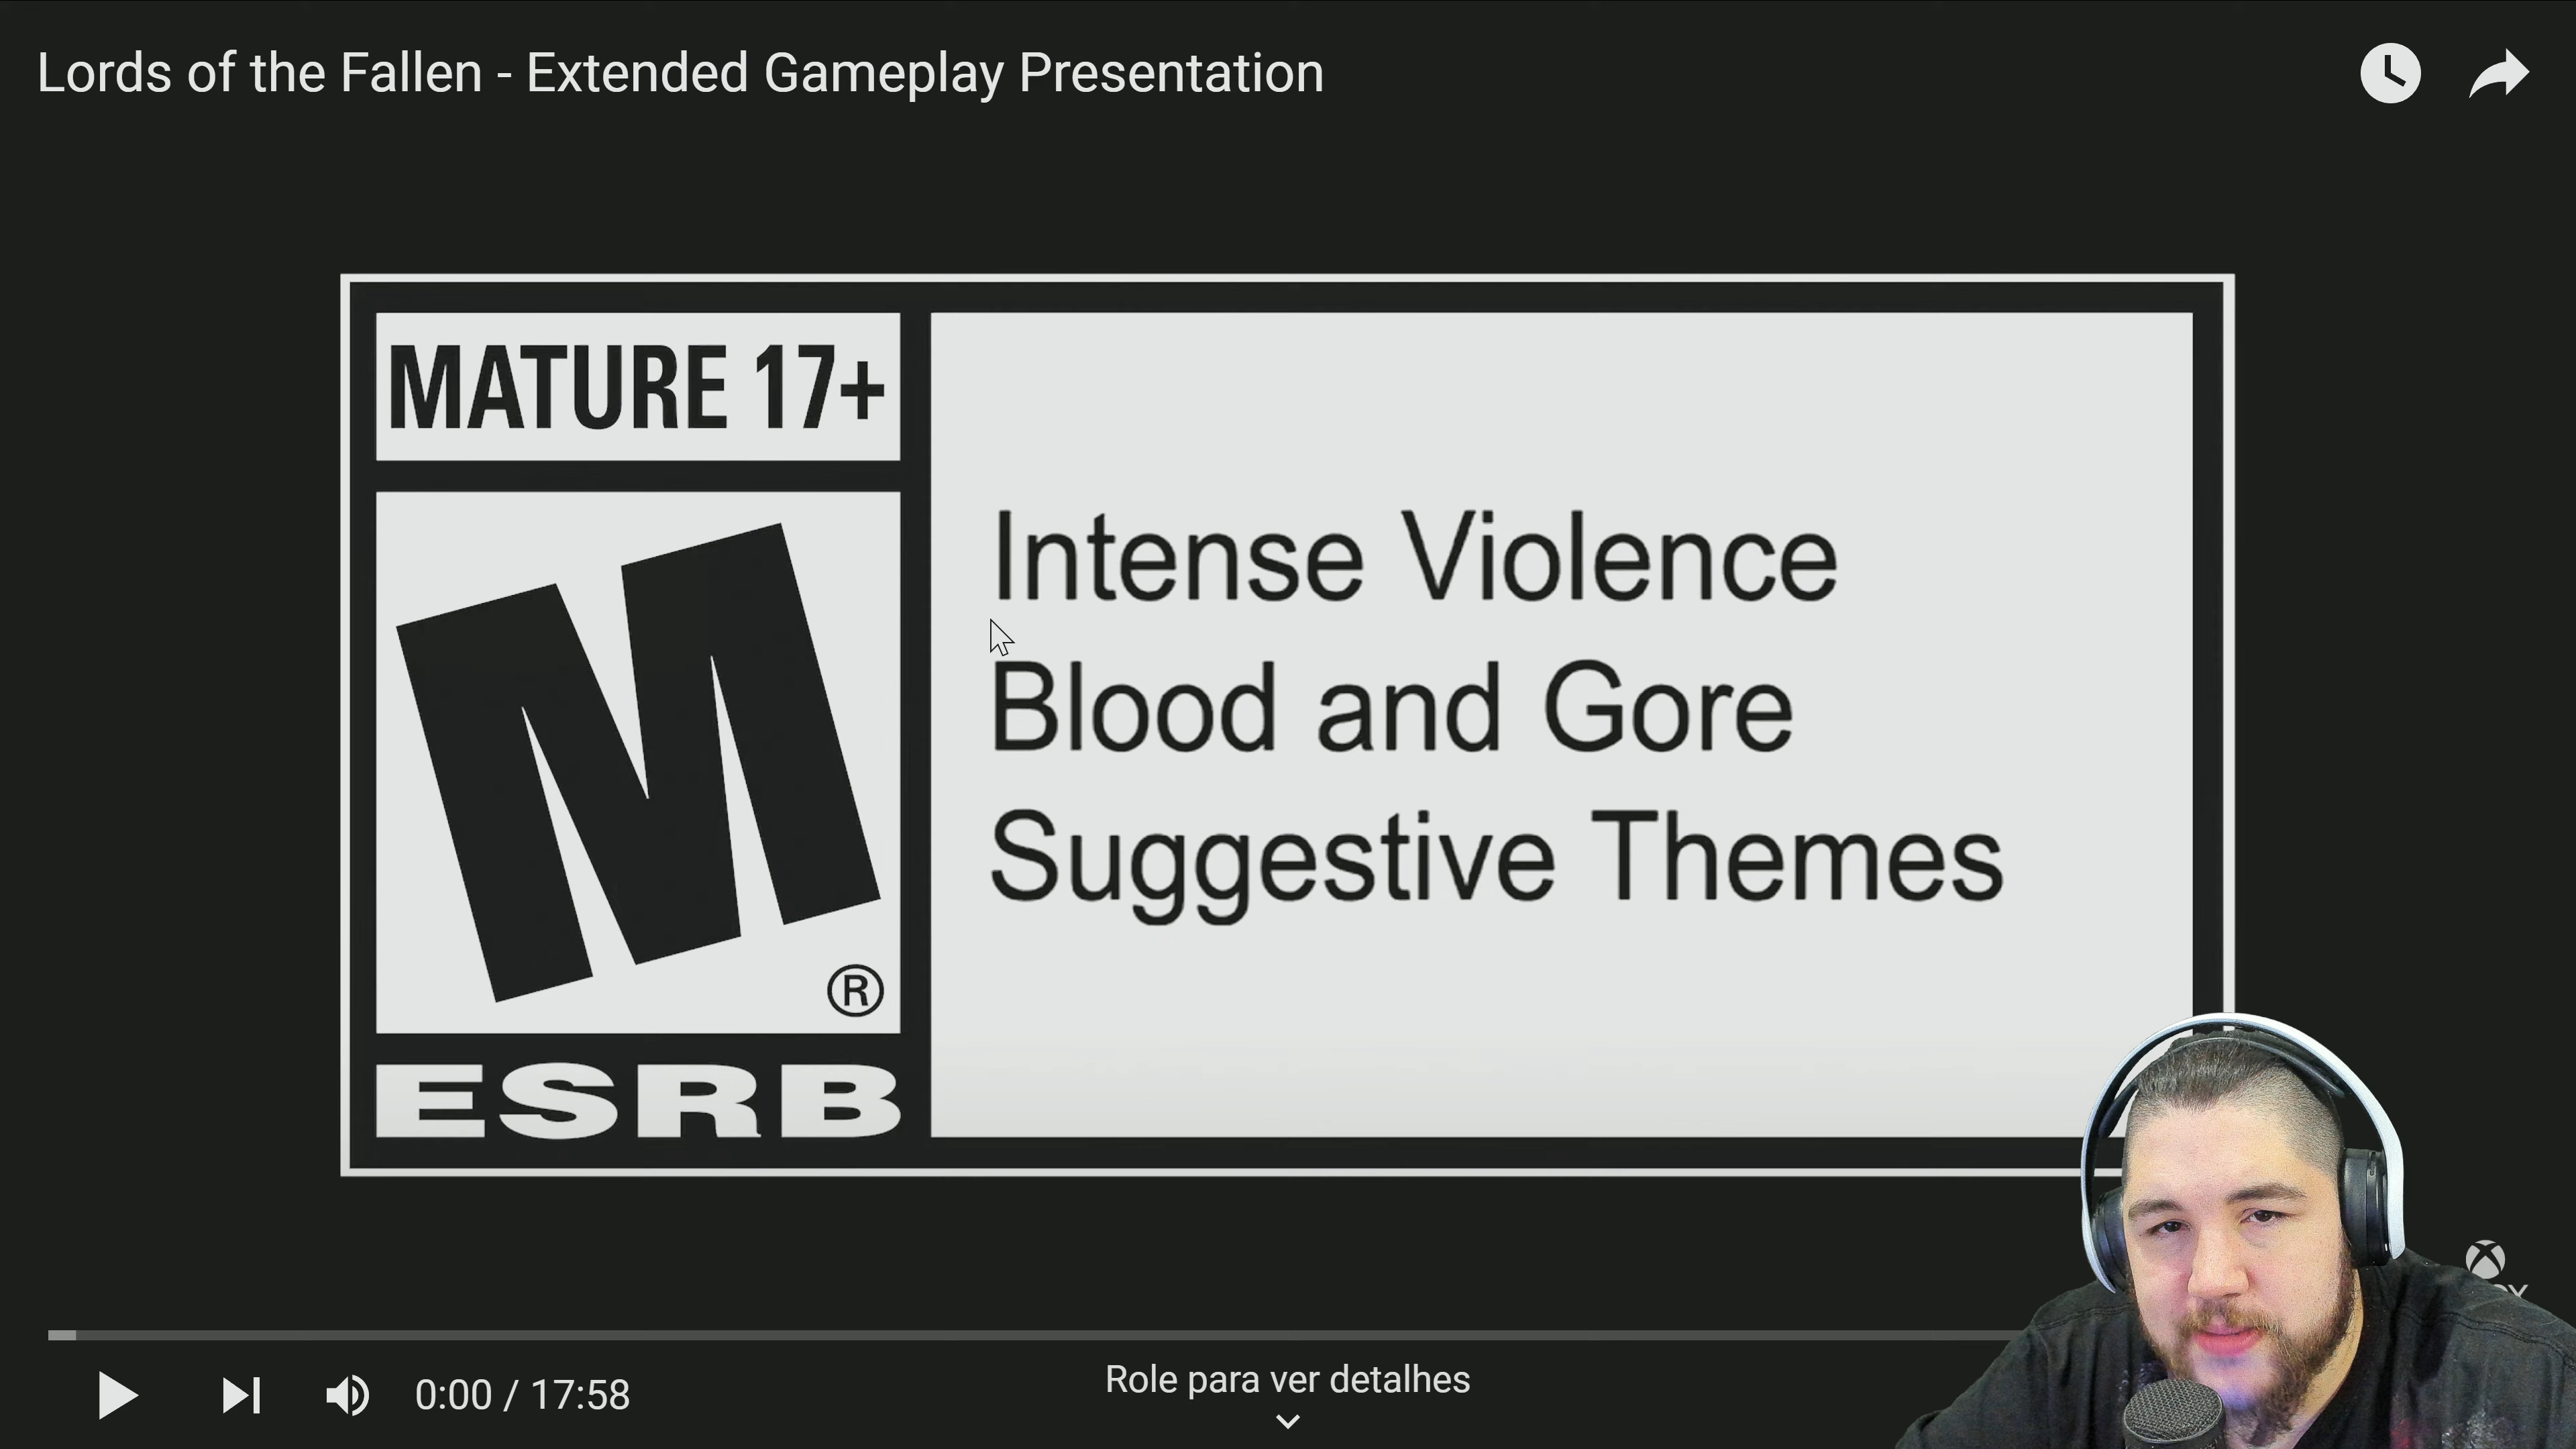 Lords of the Fallen - Extended Gameplay Presentation
MATURE 17+
M
®
ESRB
Intense Violence
Blood and Gore
Suggestive Themes
0:00 / 17:58
Role para ver detalhes